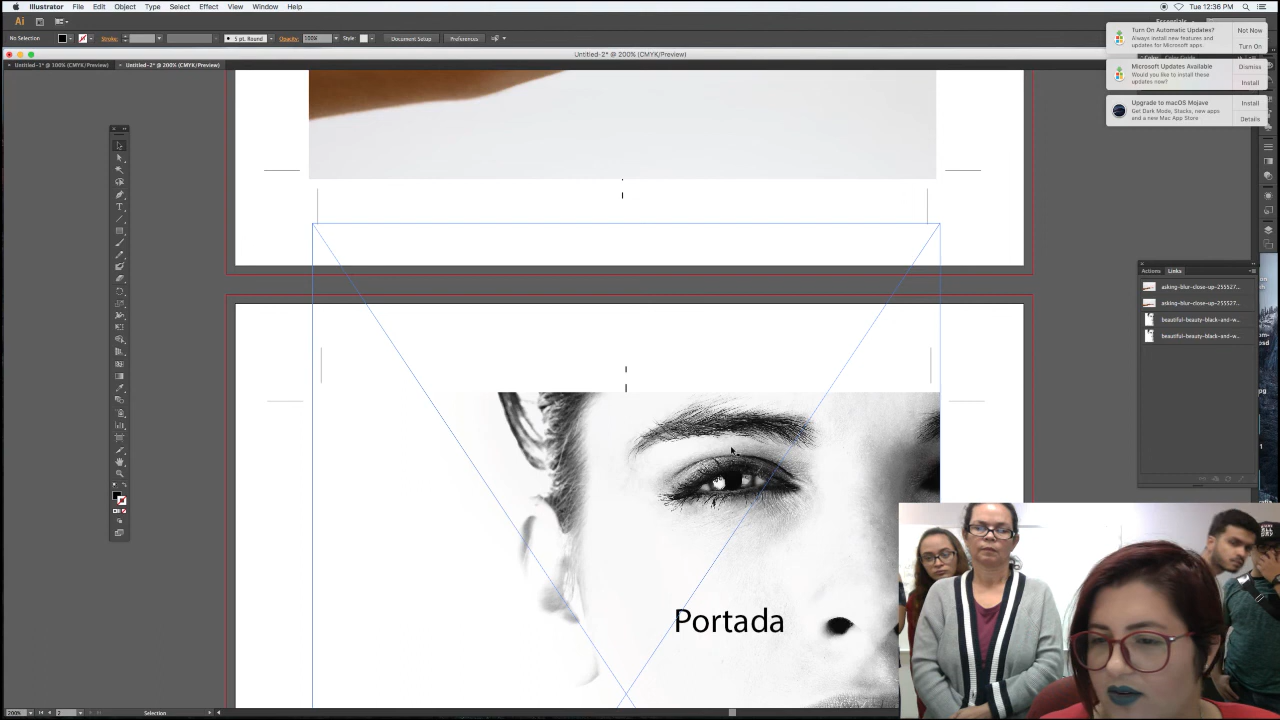 Illustrator File Edit Object Type Select Effect View Window Help
Tue 12:36 PM
Ai
No Selection
Stroke:
5 pt. Round
Opacity: 100%
Style:
Document Setup
Preferences
Untitled-2* @ 200% (CMYK/Preview)
Untitled-1* @ 100% (CMYK/Preview)
× Untitled-2* @ 200% (CMYK/Preview)
Turn On Automatic Updates?
Always install new features and
updates for Microsoft apps.
Not Now
Turn On
Microsoft Updates Available
Would you like to install these
updates now?
Dismiss
Install
Upgrade to macOS Mojave
Get Dark Mode, Stacks, new apps
and a new Mac App Store
Install
Details
Actions Links
asking-blur-close-up-255527...
asking-blur-close-up-255527...
beautiful-beauty-black-and-w...
beautiful-beauty-black-and-w...
Portada
200%
2
Selection